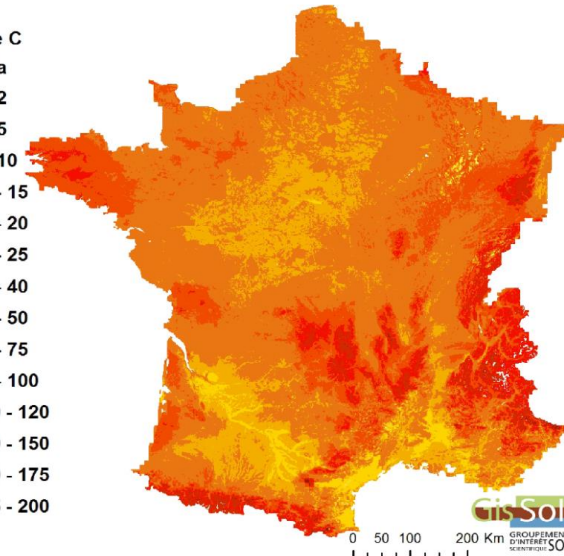 C
a
2
5
10
- 15
- 20
- 25
- 40
- 50
- 75
- 100
- 120
- 150
- 175
- 200
Gis Sol
GROUPEMENT
D'INTÉRÊT
SCIENTIFIQUE SO
0 50 100 200 Km